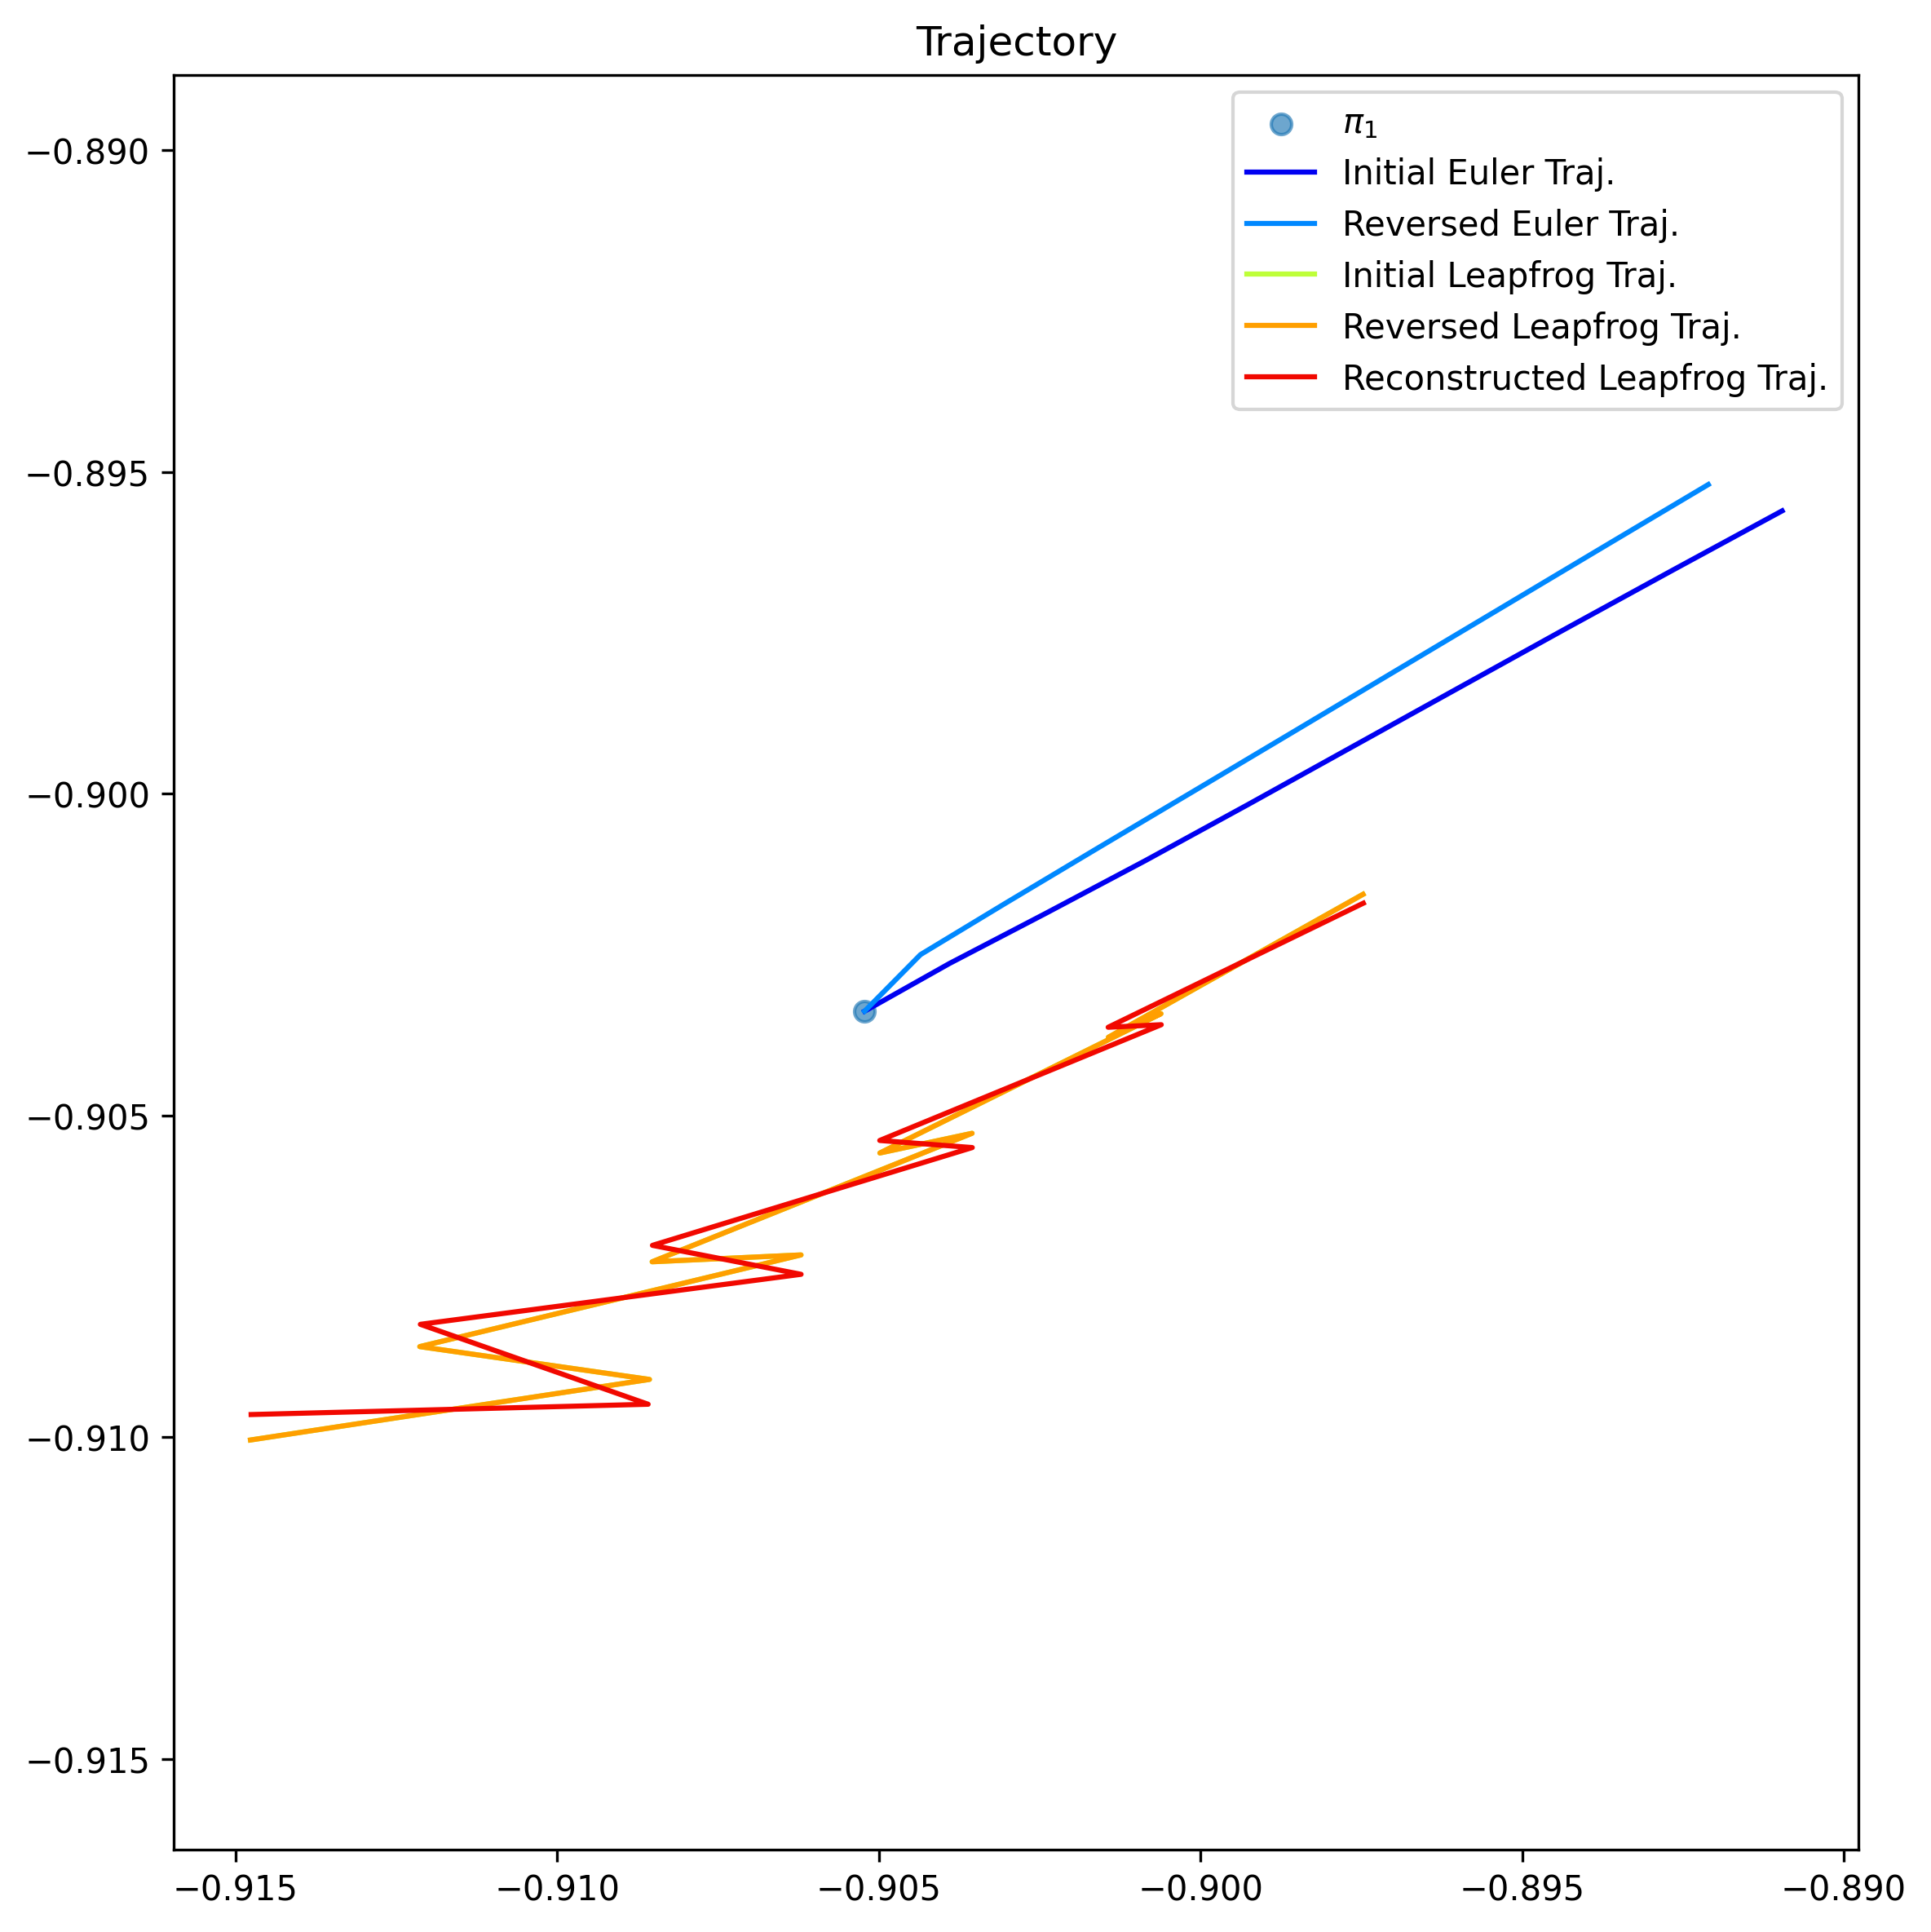 Trajectory
π₁
Initial Euler Traj.
Reversed Euler Traj.
Initial Leapfrog Traj.
Reversed Leapfrog Traj.
Reconstructed Leapfrog Traj.
−0.890
−0.895
−0.900
−0.905
−0.910
−0.915
−0.915 −0.910 −0.905 −0.900 −0.895 −0.890